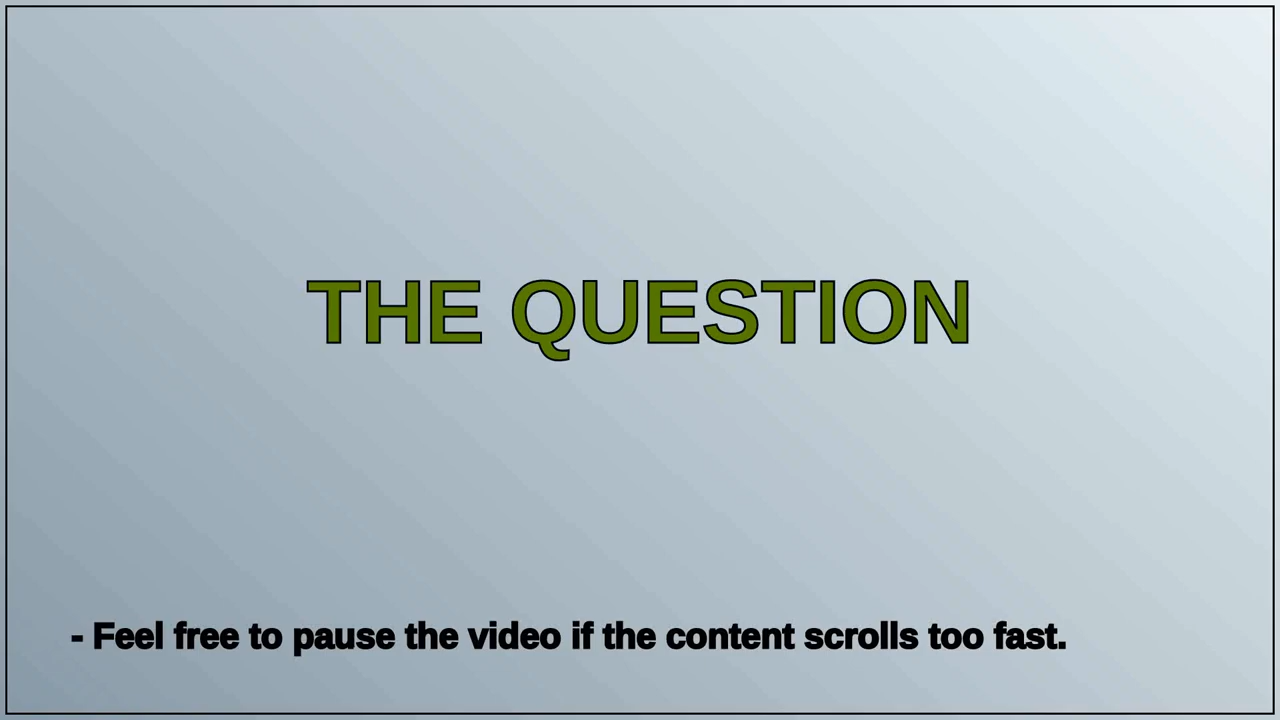 THE QUESTION
- Feel free to pause the video if the content scrolls too fast.